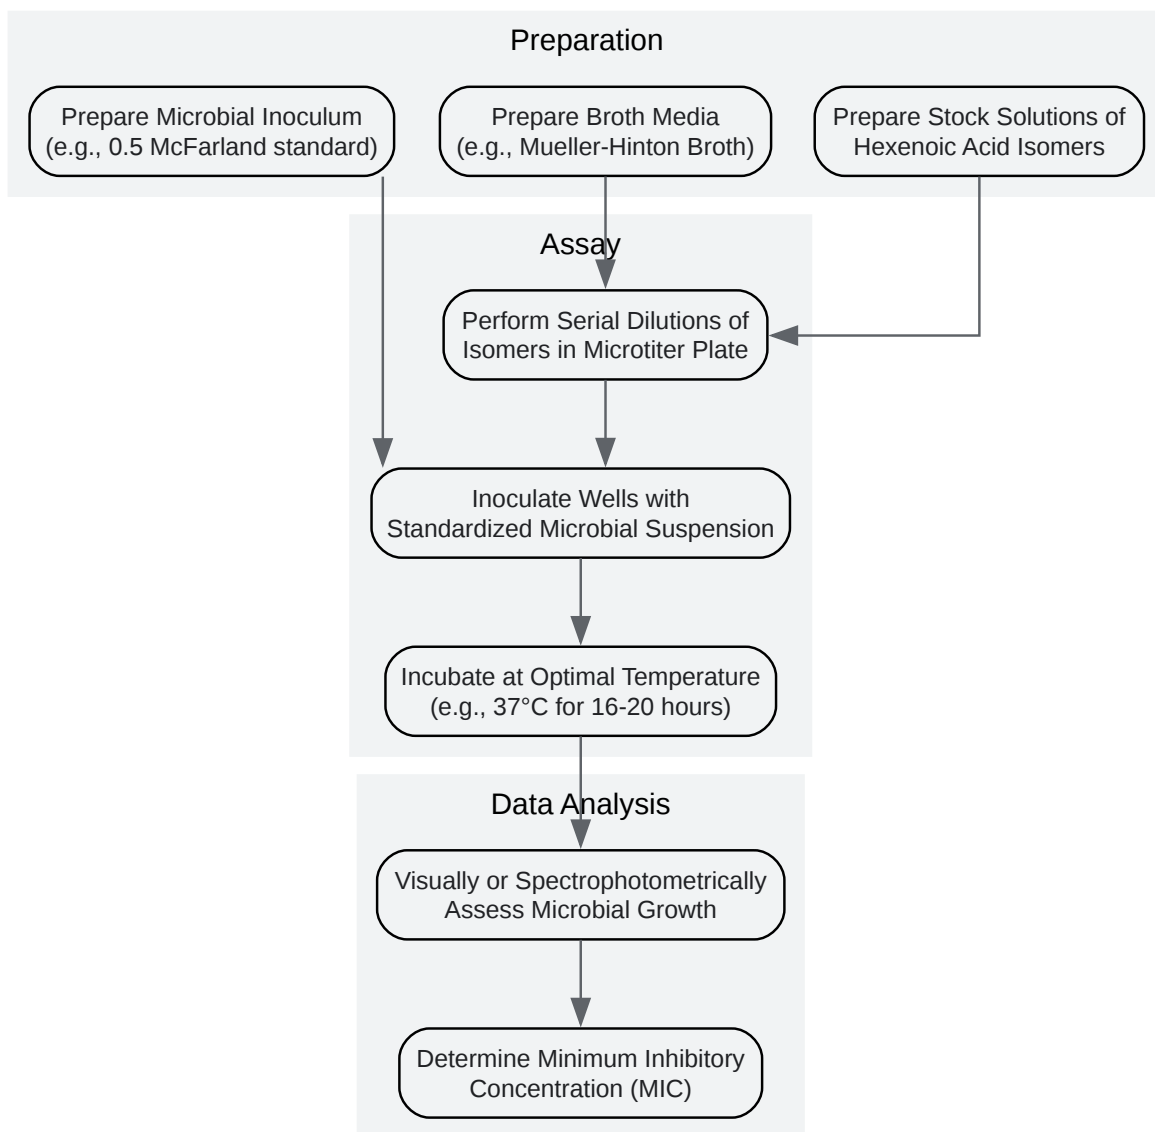 Preparation
Prepare Microbial Inoculum
(e.g., 0.5 McFarland standard)
Prepare Broth Media
(e.g., Mueller-Hinton Broth)
Prepare Stock Solutions of
Hexenoic Acid Isomers
Assay
Perform Serial Dilutions of
Isomers in Microtiter Plate
Inoculate Wells with
Standardized Microbial Suspension
Incubate at Optimal Temperature
(e.g., 37°C for 16-20 hours)
Data Analysis
Visually or Spectrophotometrically
Assess Microbial Growth
Determine Minimum Inhibitory
Concentration (MIC)